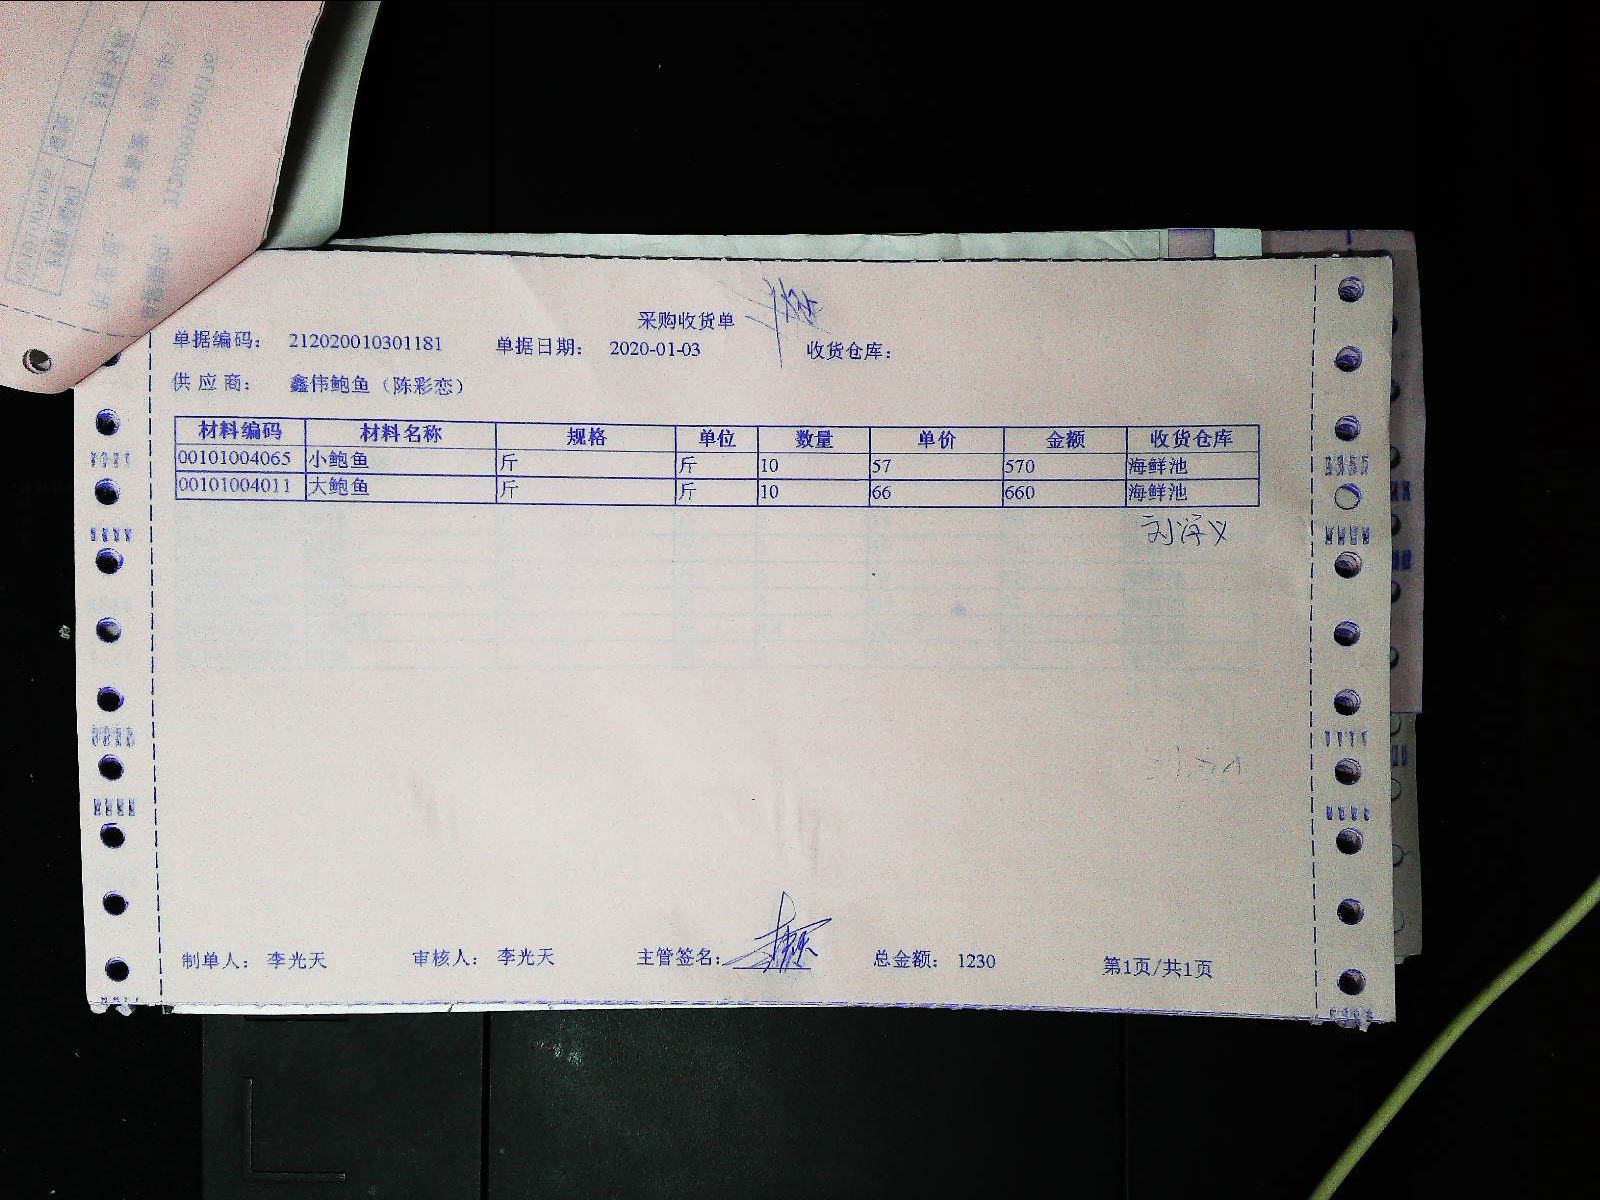 采购收货单
单据编码： 212020010301181 单据日期： 2020-01-03 收货仓库：
供应商： 鑫伟鲍鱼（陈彩恋）
材料编码 材料名称 规格 单位 数量 单价 金额 收货仓库
00101004065 小鲍鱼 斤 斤 10 57 570 海鲜池
00101004011 大鲍鱼 斤 斤 10 66 660 海鲜池
制单人： 李光天 审核人： 李光天 主管签名： 总金额： 1230 第1页/共1页